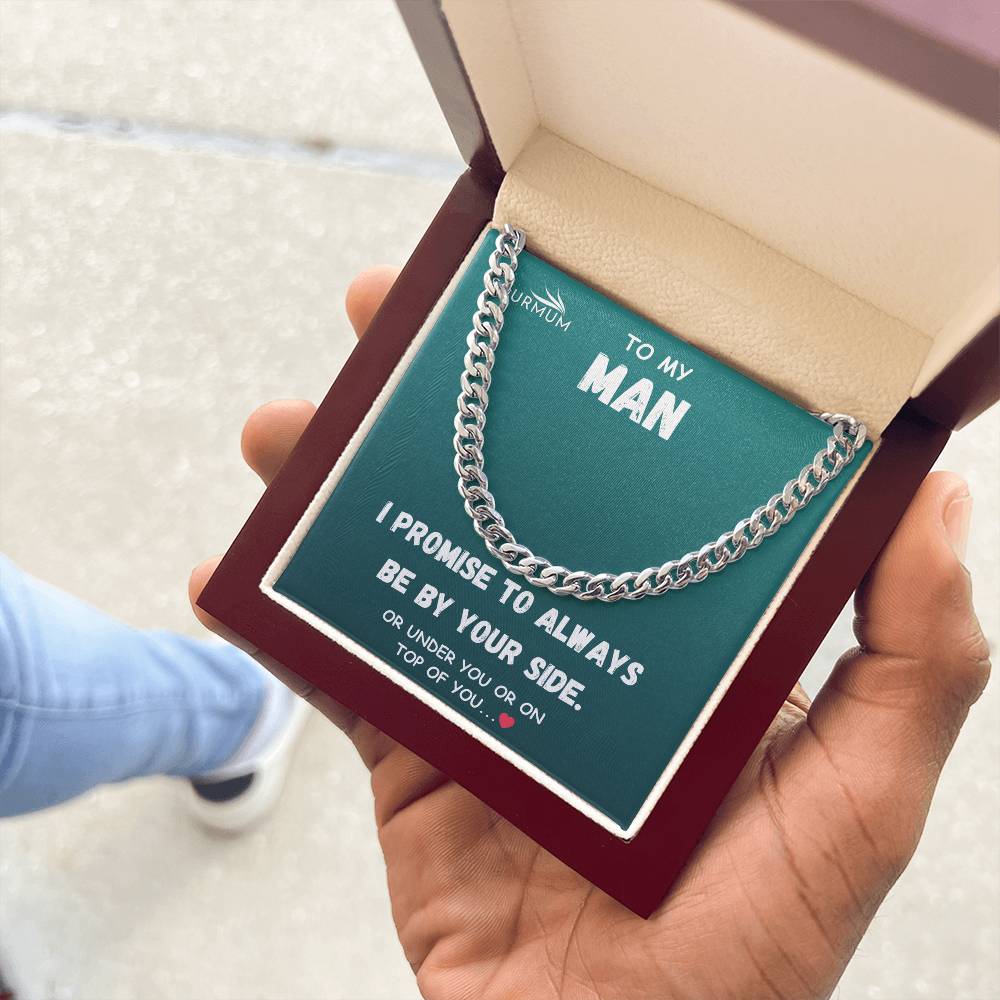 URMUM
TO MY
MAN
I PROMISE TO ALWAYS
BE BY YOUR SIDE.
OR UNDER YOU OR ON
TOP OF YOU...❤